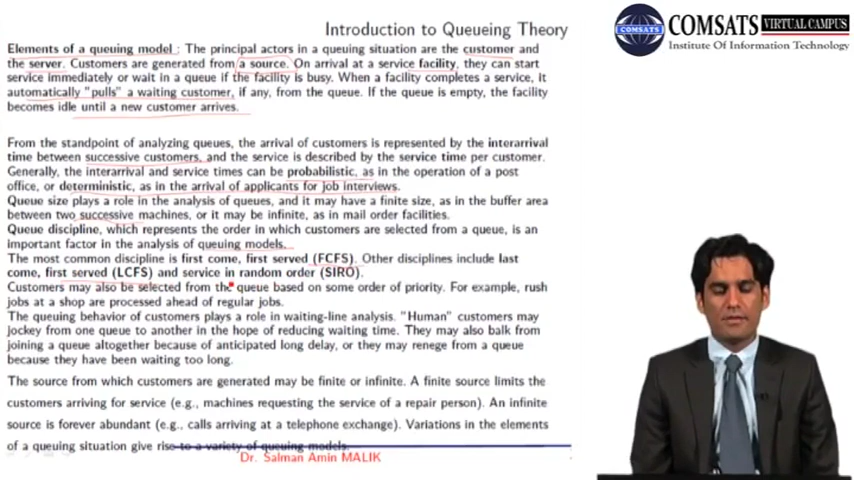 Introduction to Queueing Theory
COMSATS VIRTUAL CAMPUS
Institute Of Information Technology
Elements of a queuing model : The principal actors in a queuing situation are the customer and
the server. Customers are generated from a source. On arrival at a service facility, they can start
service immediately or wait in a queue if the facility is busy. When a facility completes a service, it
automatically "pulls" a waiting customer, if any, from the queue. If the queue is empty, the facility
becomes idle until a new customer arrives.
From the standpoint of analyzing queues, the arrival of customers is represented by the interarrival
time between successive customers, and the service is described by the service time per customer.
Generally, the interarrival and service times can be probabilistic, as in the operation of a post
office, or deterministic, as in the arrival of applicants for job interviews.
Queue size plays a role in the analysis of queues, and it may have a finite size, as in the buffer area
between two successive machines, or it may be infinite, as in mail order facilities.
Queue discipline, which represents the order in which customers are selected from a queue, is an
important factor in the analysis of queuing models.
The most common discipline is first come, first served (FCFS). Other disciplines include last
come, first served (LCFS) and service in random order (SIRO).
Customers may also be selected from the queue based on some order of priority. For example, rush
jobs at a shop are processed ahead of regular jobs.
The queuing behavior of customers plays a role in waiting-line analysis. "Human" customers may
Jockey from one queue to another in the hope of reducing waiting time. They may also balk from
joining a queue altogether because of anticipated long delay, or they may renege from a queue
because they have been waiting too long.
The source from which customers are generated may be finite or infinite. A finite source limits the
customers arriving for service (e.g., machines requesting the service of a repair person). An infinite
source is forever abundant (e.g., calls arriving at a telephone exchange). Variations in the elements
of a queuing situation give rise to a variety of queuing models.
Dr. Salman Amin MALIK